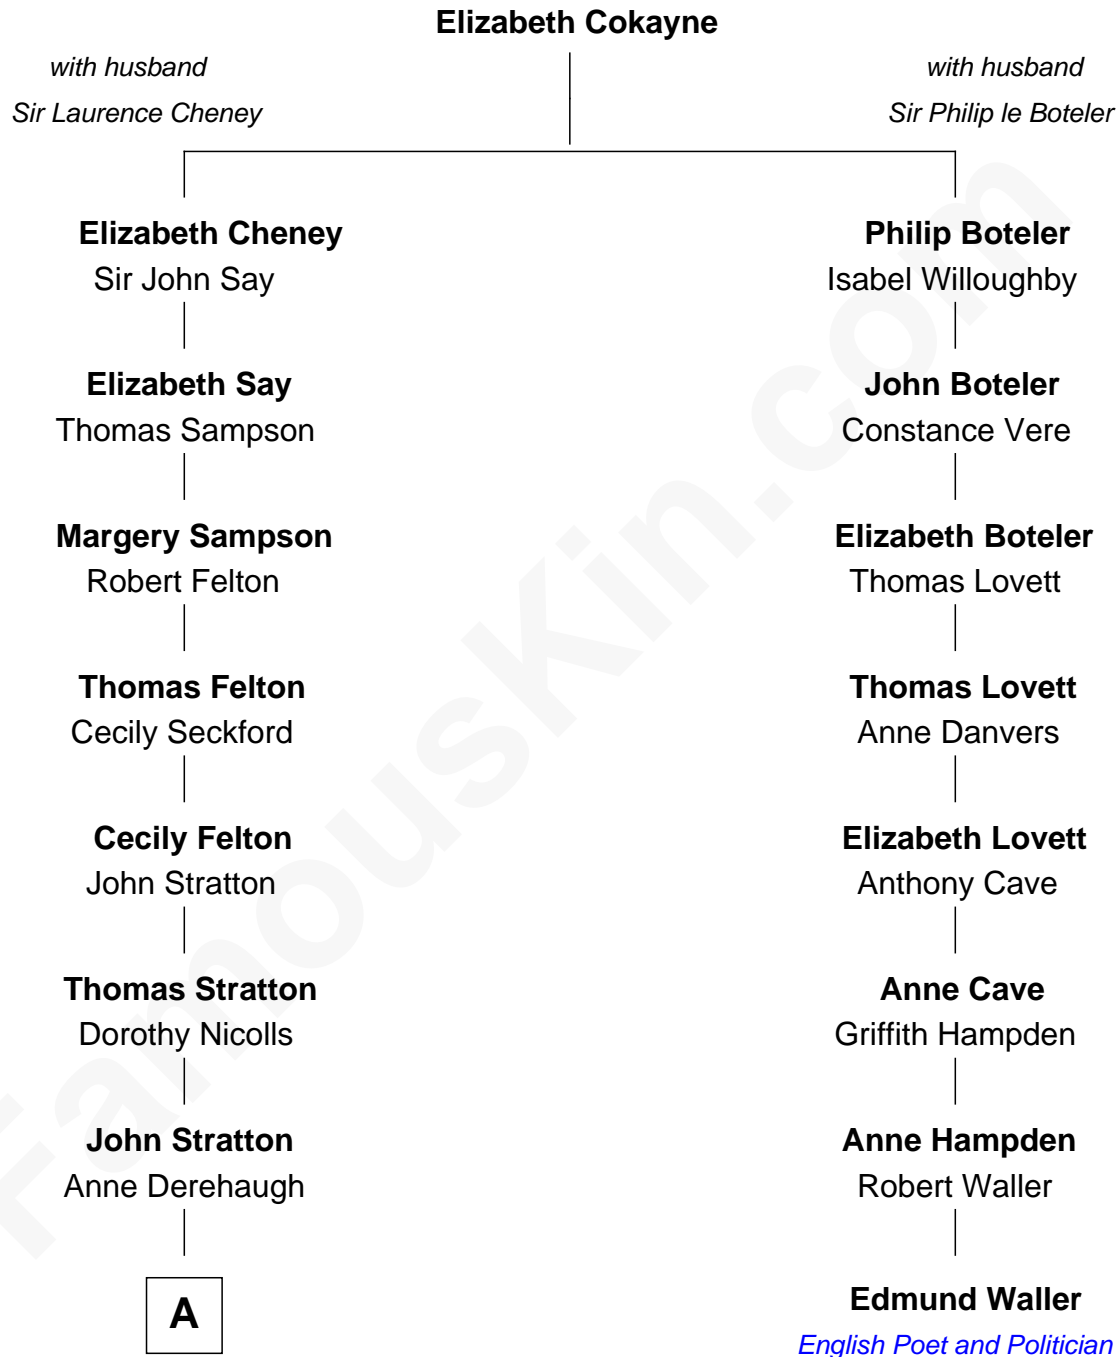 Elizabeth Cokayne
with husband
Sir Laurence Cheney
with husband
Sir Philip le Boteler
Elizabeth Cheney
Sir John Say
Philip Boteler
Isabel Willoughby
Elizabeth Say
Thomas Sampson
John Boteler
Constance Vere
Margery Sampson
Robert Felton
Elizabeth Boteler
Thomas Lovett
Thomas Felton
Cecily Seckford
Thomas Lovett
Anne Danvers
Cecily Felton
John Stratton
Elizabeth Lovett
Anthony Cave
Thomas Stratton
Dorothy Nicolls
Anne Cave
Griffith Hampden
John Stratton
Anne Derehaugh
Anne Hampden
Robert Waller
A
Edmund Waller
English Poet and Politician
FamousKin.com